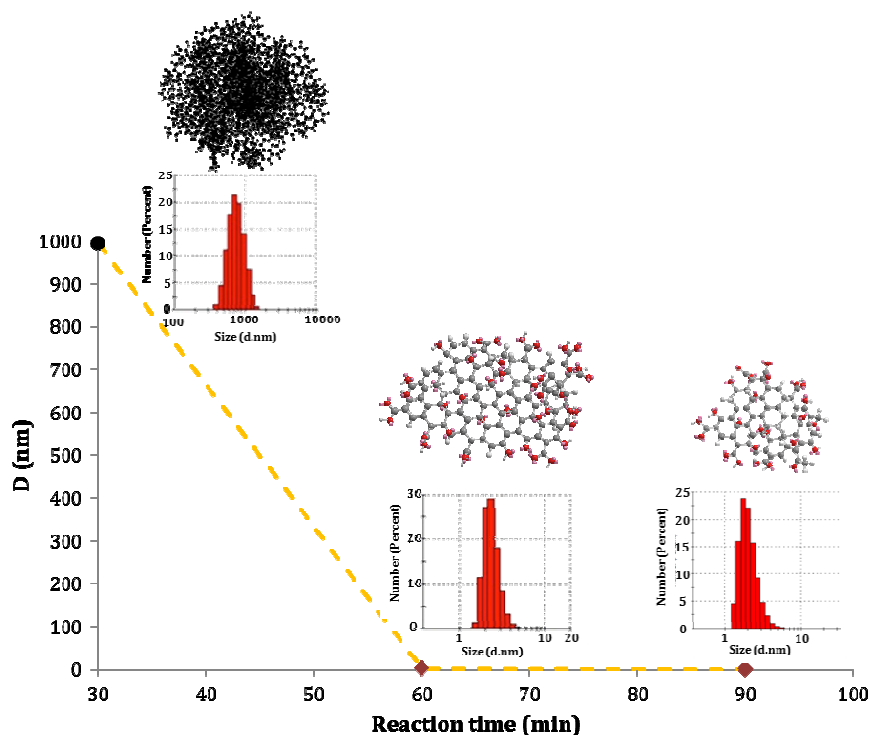 25
20
15
10
5
0
Number (Percent)
100 1000 10000
Size (d.nm)
1000
900
800
700
600
500
400
300
200
100
0
D (nm)
30
20
10
0
Number (Percent)
1 10 20
Size (d.nm)
25
20
15
10
5
0
Number (Percent)
1 10
Size (d.nm)
30 40 50 60 70 80 90 100
Reaction time (min)